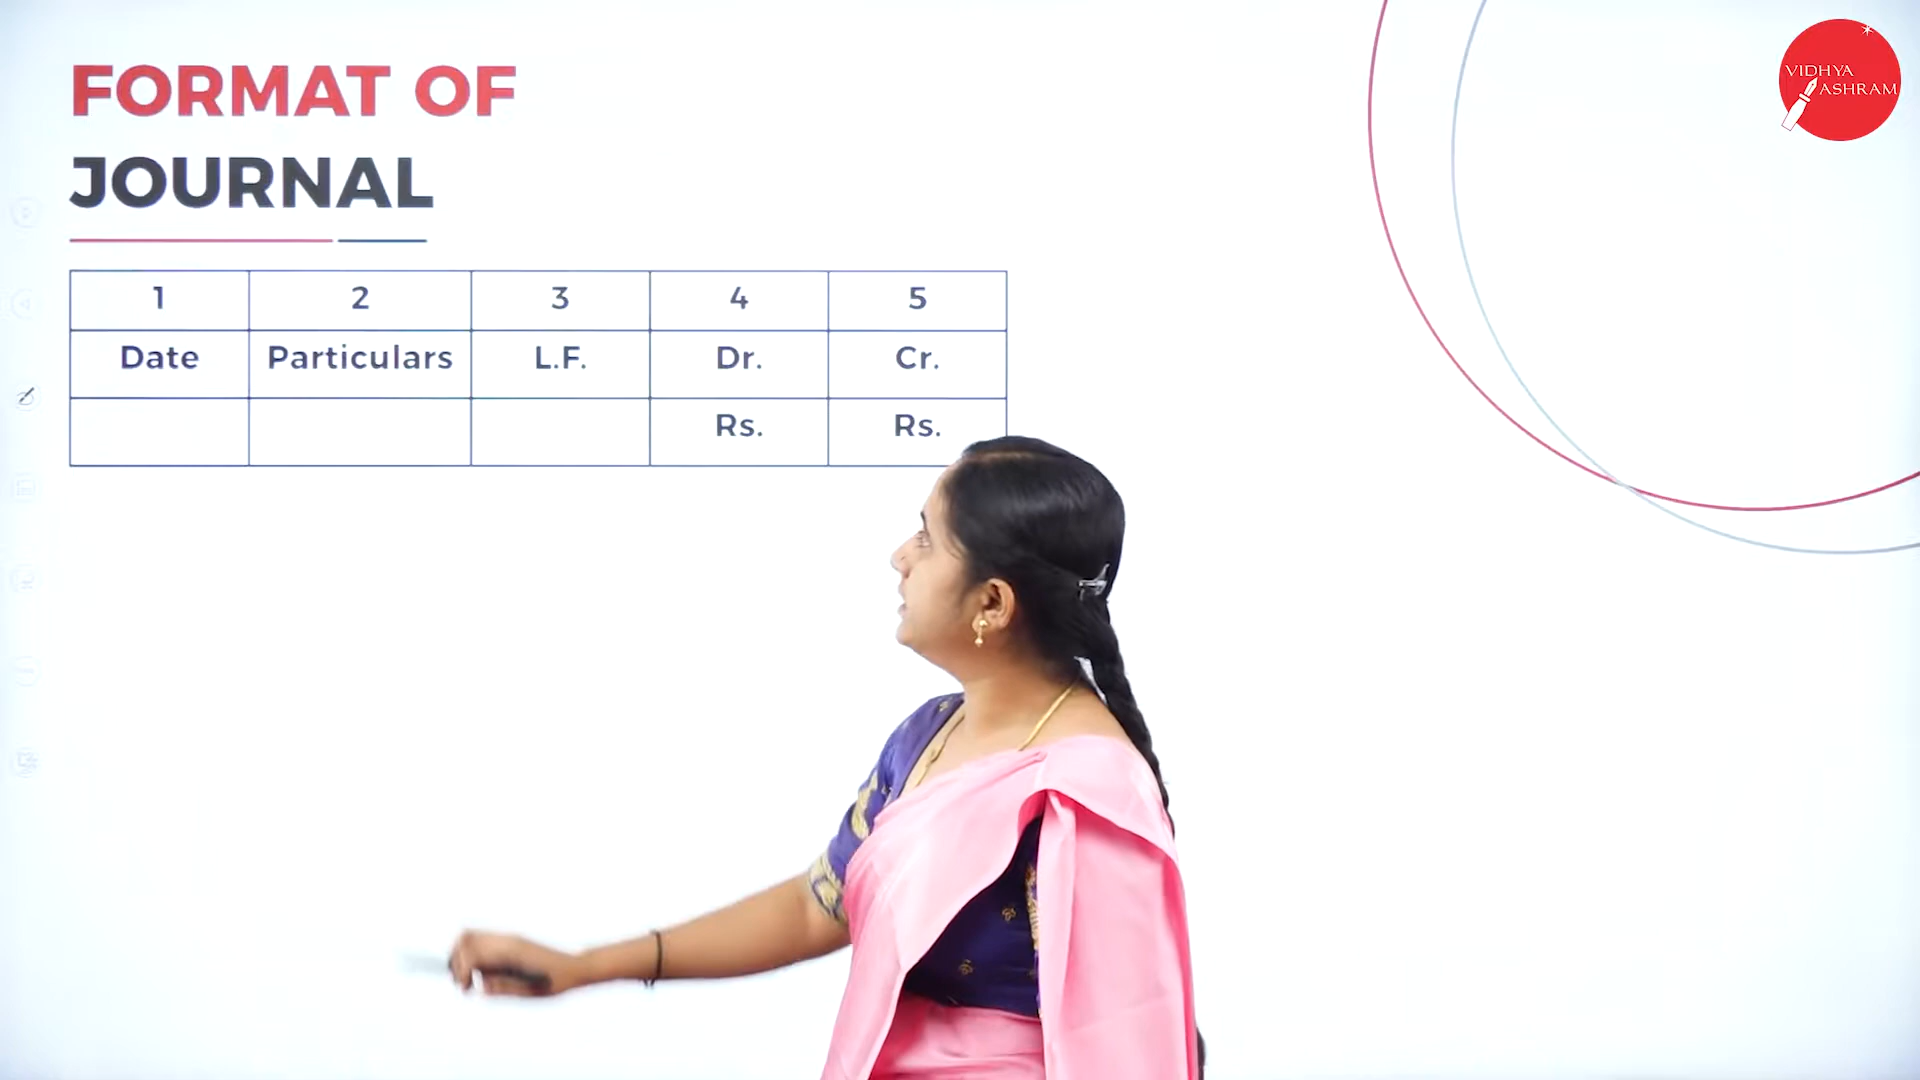 FORMAT OF
JOURNAL
1 2 3 4 5
Date Particulars L.F. Dr. Cr.
Rs. Rs.
VIDHYA
ASHRAM